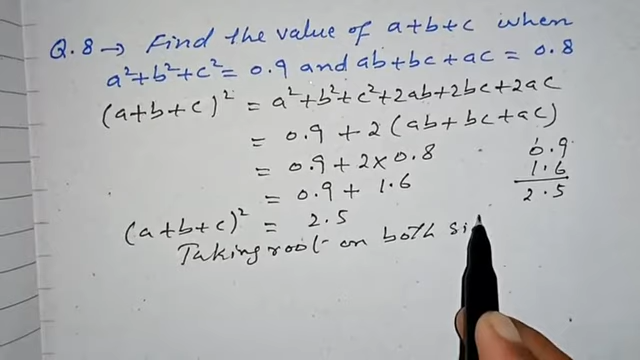 Q.8 → Find the value of a+b+c when
a²+b²+c² = 0.9 and ab+bc+ac = 0.8
(a+b+c)² = a²+b²+c²+2ab+2bc+2ac
= 0.9 + 2(ab+bc+ac)
= 0.9+2×0.8
= 0.9+ 1.6
(a+b+c)² = 2.5
Taking root on both si
1
0.9
1.6
2.5